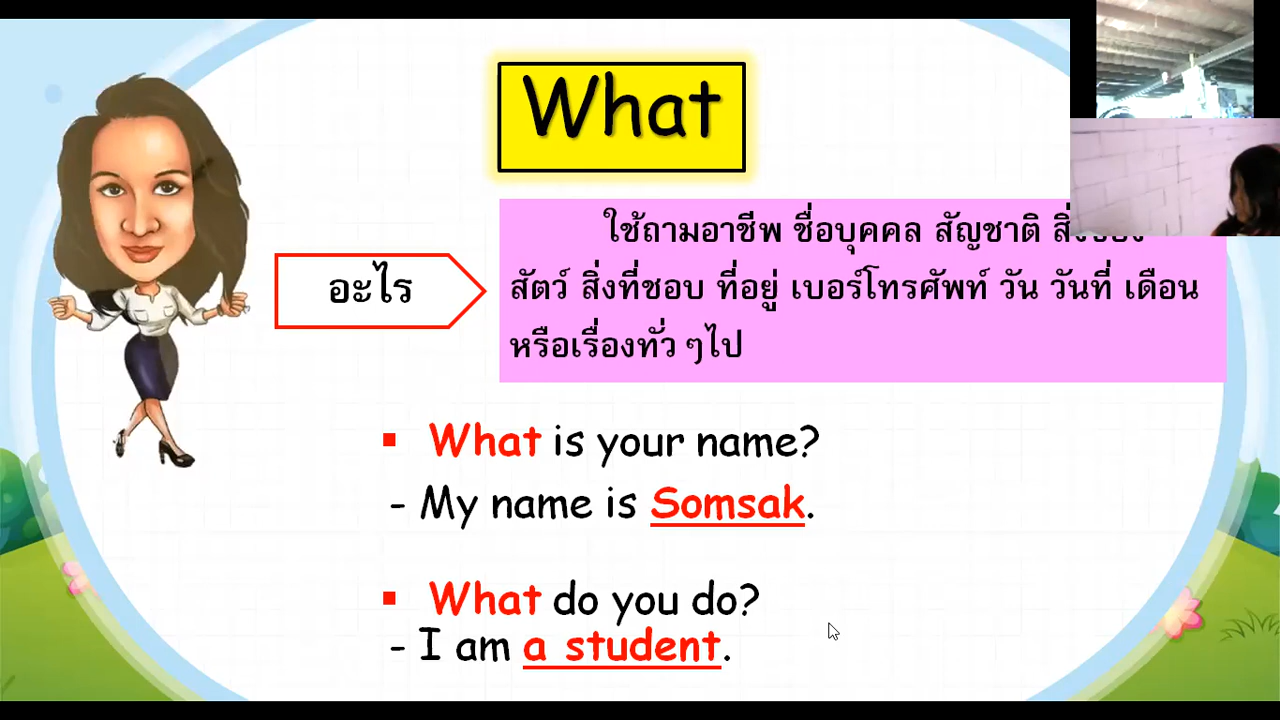 What
อะไร
ใช้ถามอาชีพ ชื่อบุคคล สัญชาติ
สัตว์ สิ่งที่ชอบ ที่อยู่ เบอร์โทรศัพท์ วัน วันที่ เดือน
หรือเรื่องทั่ว ๆไป
▪ What is your name?
- My name is Somsak.
▪ What do you do?
- I am a student.